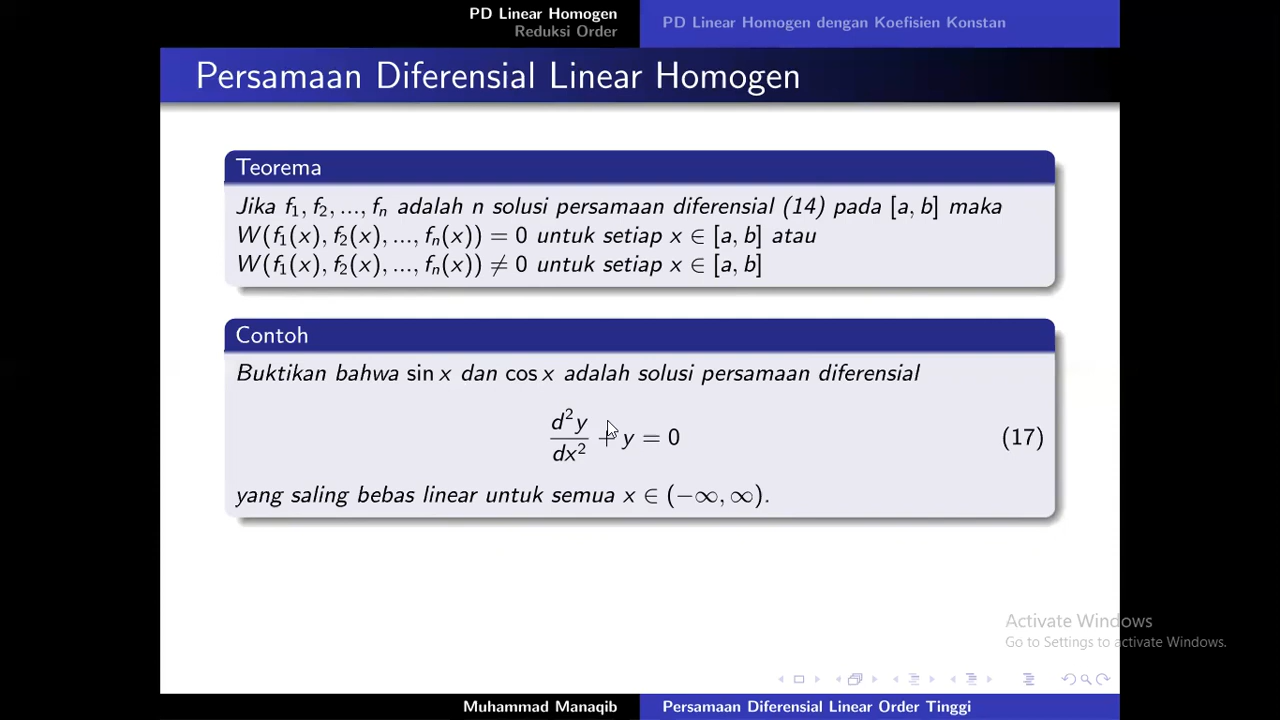 PD Linear Homogen
Reduksi Order
PD Linear Homogen dengan Koefisien Konstan
Persamaan Diferensial Linear Homogen
Teorema
Jika f₁, f₂, ..., fₙ adalah n solusi persamaan diferensial (14) pada [a, b] maka
W(f₁(x), f₂(x), ..., fₙ(x)) = 0 untuk setiap x ∈ [a, b] atau
W(f₁(x), f₂(x), ..., fₙ(x)) ≠ 0 untuk setiap x ∈ [a, b]
Contoh
Buktikan bahwa sin x dan cos x adalah solusi persamaan diferensial
d²y/dx² + y = 0 (17)
yang saling bebas linear untuk semua x ∈ (−∞, ∞).
Activate Windows
Go to Settings to activate Windows.
Muhammad Manaqib
Persamaan Diferensial Linear Order Tinggi